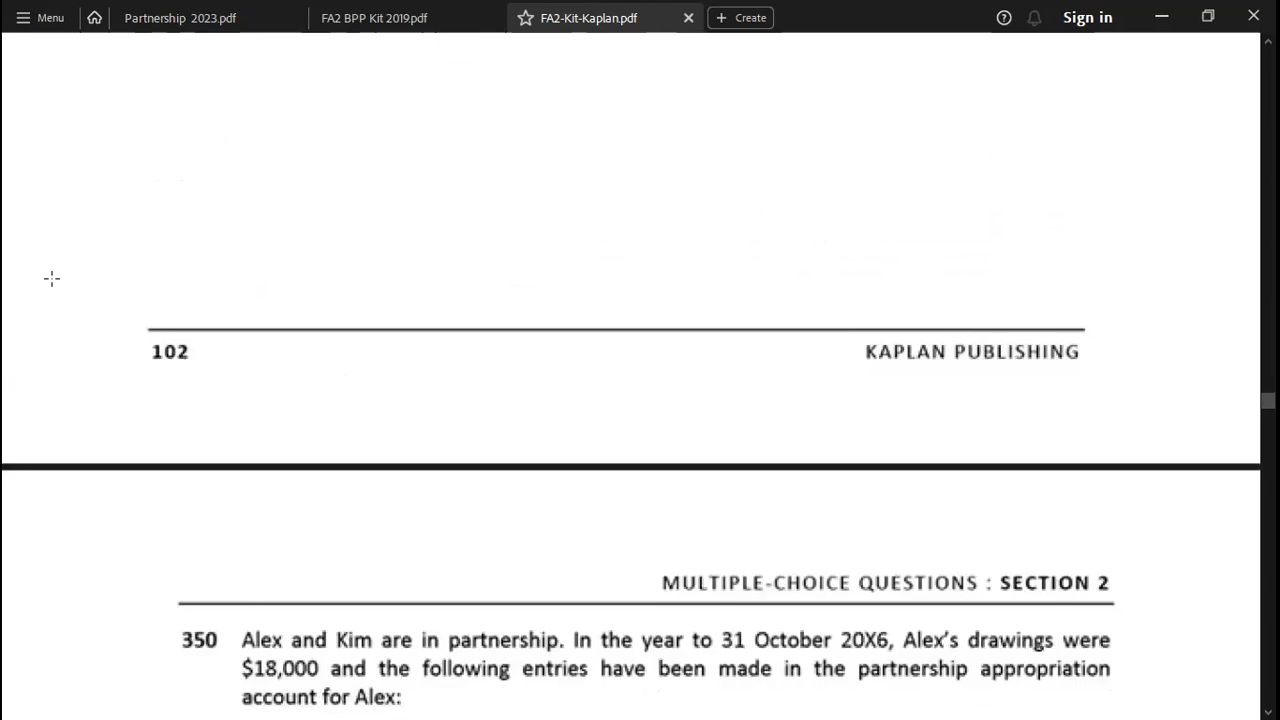 Menu
Partnership 2023.pdf
FA2 BPP Kit 2019.pdf
FA2-Kit-Kaplan.pdf
Create
Sign in
102
KAPLAN PUBLISHING
MULTIPLE-CHOICE QUESTIONS : SECTION 2
350 Alex and Kim are in partnership. In the year to 31 October 20X6, Alex's drawings were
$18,000 and the following entries have been made in the partnership appropriation
account for Alex: